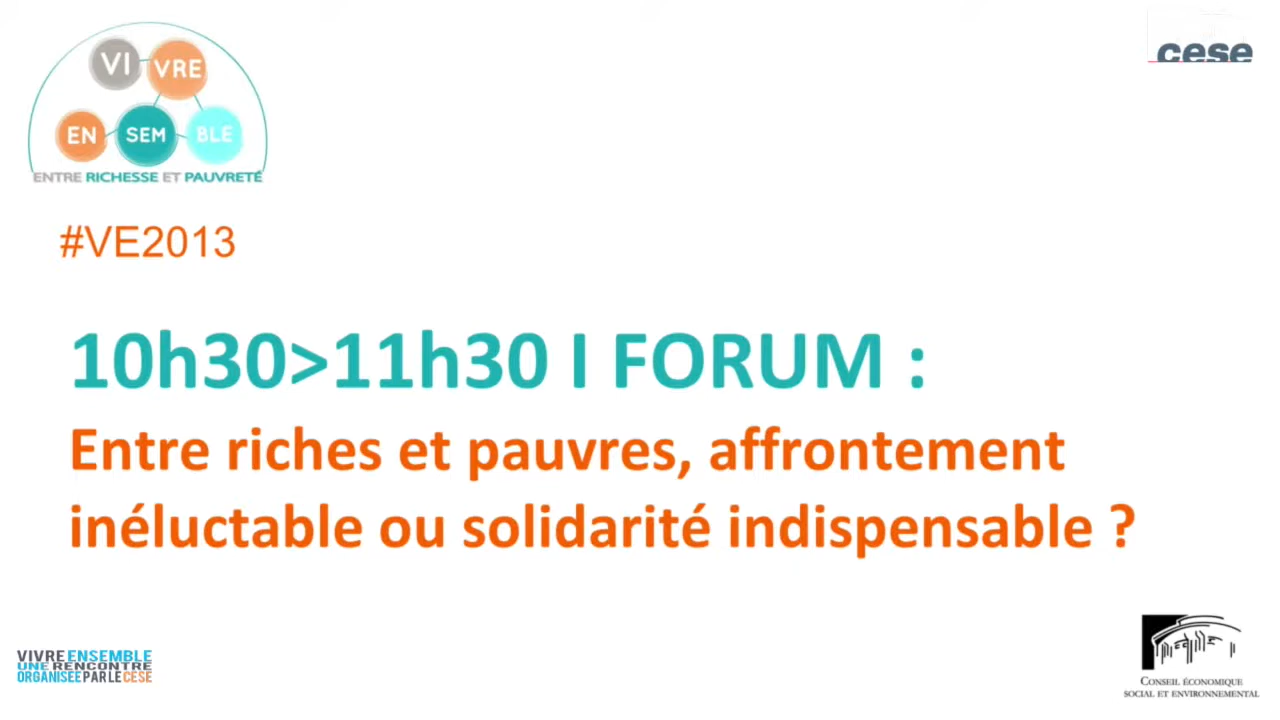 cese
VI VRE
EN SEM BLE
ENTRE RICHESSE ET PAUVRETÉ
#VE2013
10h30>11h30 I FORUM :
Entre riches et pauvres, affrontement
inéluctable ou solidarité indispensable ?
VIVRE ENSEMBLE
UNE RENCONTRE
ORGANISEE PAR LE CESE
CONSEIL ÉCONOMIQUE
SOCIAL ET ENVIRONNEMENTAL